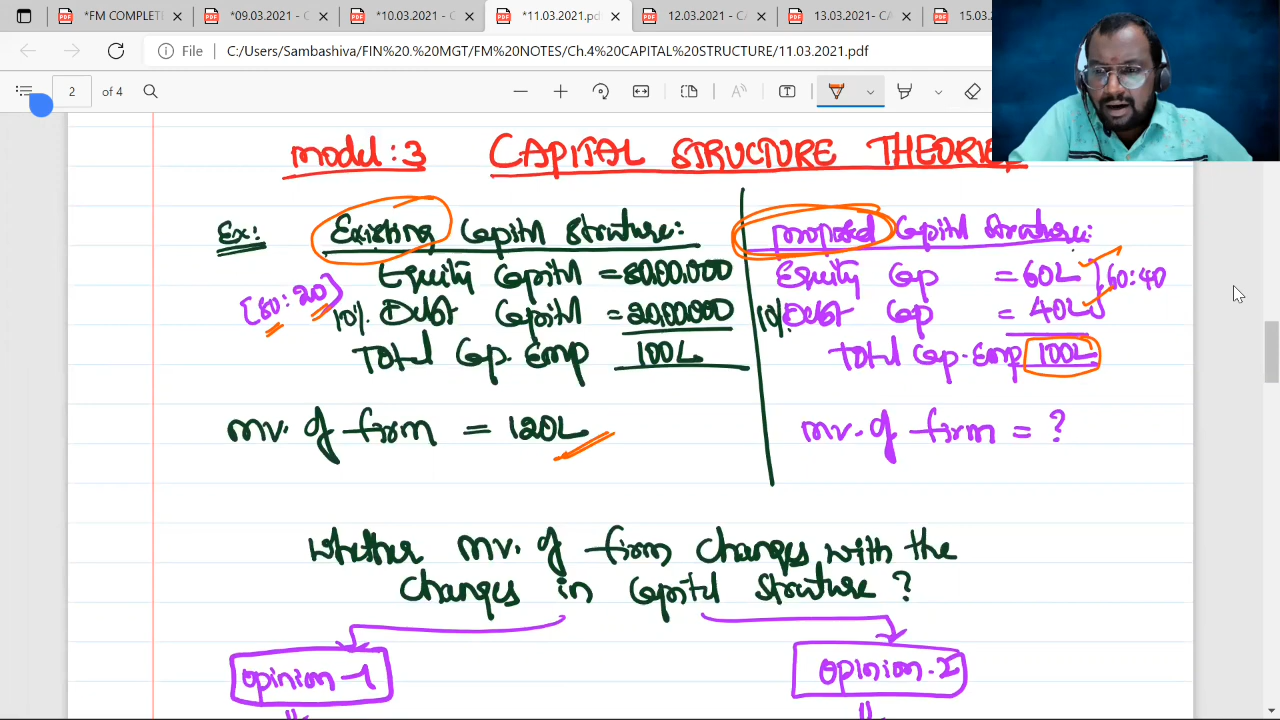 *FM COMPLETE
*09.03.2021 - C
*10.03.2021 - C
*11.03.2021.pd
12.03.2021 - CA
13.03.2021- CA
15.03
File C:/Users/Sambashiva/FIN%20.%20MGT/FM%20NOTES/Ch.4%20CAPITAL%20STRUCTURE/11.03.2021.pdf
2 of 4
Model: 3 CAPITAL STRUCTURE THEORIES
Ex: Existing Capital Structure:
Equity Capital = 80,00,000
[80:20] 10% Debt Capital = 20,00,000
Total Cap. Emp 100L
mv. of firm = 120L
Proposed Capital Structure:
Equity Cap = 60L
60:40
10% Debt Cap = 40L
Total Cap. Emp 100L
mv. of firm = ?
Whether mv. of firm changes with the
changes in Capital Structure?
opinion-1
opinion-2